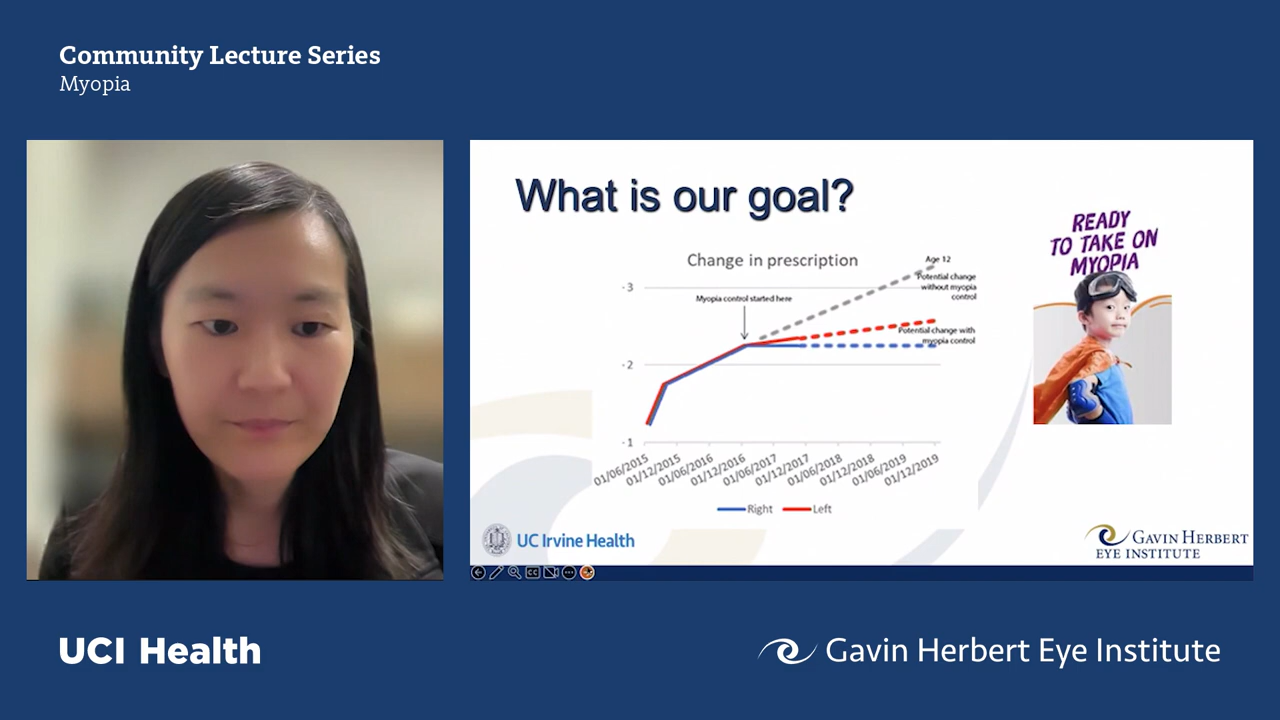 Community Lecture Series
Myopia
What is our goal?
Change in prescription
- 3
- 2
- 1
Myopia control started here
Age 12
Potential change
without myopia
control
Potential change with
myopia control
01/06/2015
01/12/2015
01/06/2016
01/12/2016
01/06/2017
01/12/2017
01/06/2018
01/12/2018
01/06/2019
01/12/2019
Right
Left
READY
TO TAKE ON
MYOPIA
UC Irvine Health
GAVIN HERBERT
EYE INSTITUTE
CC
UCI Health
Gavin Herbert Eye Institute